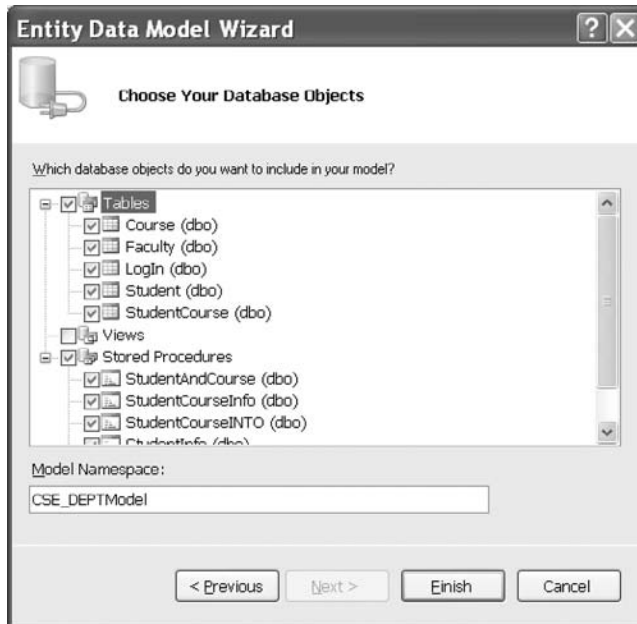 Entity Data Model Wizard
Choose Your Database Objects
Which database objects do you want to include in your model?
Tables
Course (dbo)
Faculty (dbo)
LogIn (dbo)
Student (dbo)
StudentCourse (dbo)
Views
Stored Procedures
StudentAndCourse (dbo)
StudentCourseInfo (dbo)
StudentCourseINTO (dbo)
StudentInfo (dbo)
Model Namespace:
CSE_DEPTModel
< Previous
Next >
Finish
Cancel